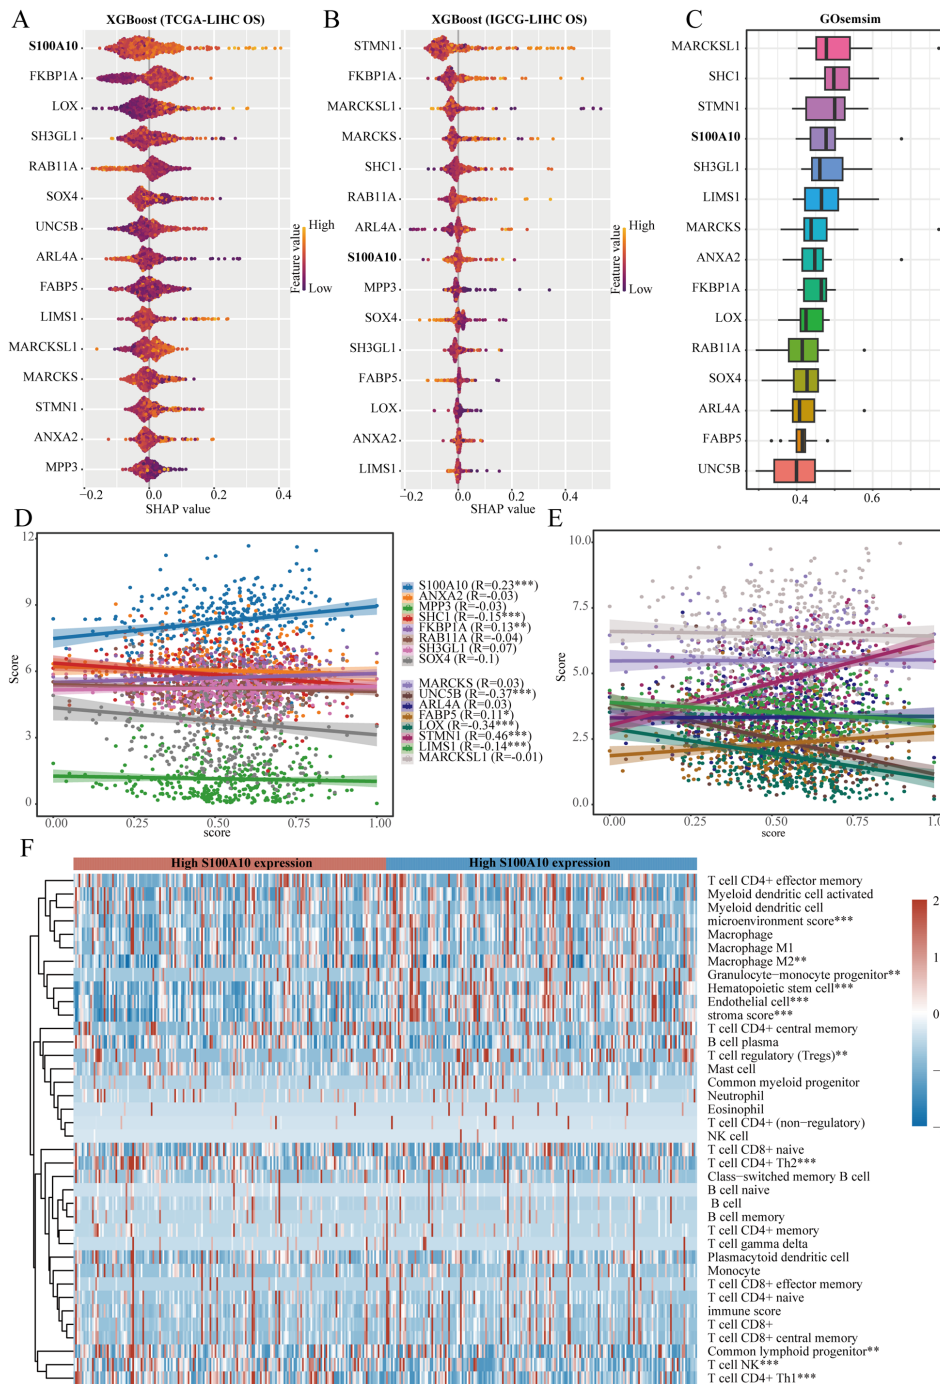 A
XGBoost (TCGA-LIHC OS)
S100A10
FKBP1A
LOX
SH3GL1
RAB11A
SOX4
UNC5B
ARL4A
FABP5
LIMS1
MARCKSL1
MARCKS
STMN1
ANXA2
MPP3
−0.2 0.0 0.2 0.4
SHAP value
High
Feature value
Low
B
XGBoost (IGCG-LIHC OS)
STMN1
FKBP1A
MARCKSL1
MARCKS
SHC1
RAB11A
ARL4A
S100A10
MPP3
SOX4
SH3GL1
FABP5
LOX
ANXA2
LIMS1
−0.2 0.0 0.2 0.4
SHAP value
High
Feature value
Low
C
GOsemsim
MARCKSL1
SHC1
STMN1
S100A10
SH3GL1
LIMS1
MARCKS
ANXA2
FKBP1A
LOX
RAB11A
SOX4
ARL4A
FABP5
UNC5B
0.4 0.6
D
12
9
6
3
0
Score
0.00 0.25 0.50 0.75 1.00
score
S100A10 (R=0.23***)
ANXA2 (R=-0.03)
MPP3 (R=-0.03)
SHC1 (R=-0.15***)
FKBP1A (R=0.13**)
RAB11A (R=-0.04)
SH3GL1 (R=0.07)
SOX4 (R=-0.1)
MARCKS (R=0.03)
UNC5B (R=-0.37***)
ARL4A (R=0.03)
FABP5 (R=0.11*)
LOX (R=-0.34***)
STMN1 (R=0.46***)
LIMS1 (R=-0.14***)
MARCKSL1 (R=-0.01)
E
10.0
7.5
5.0
2.5
0.0
Score
0.00 0.25 0.50 0.75 1.00
score
F
High S100A10 expression
High S100A10 expression
T cell CD4+ effector memory
Myeloid dendritic cell activated
Myeloid dendritic cell
microenvironment score***
Macrophage
Macrophage M1
Macrophage M2**
Granulocyte−monocyte progenitor**
Hematopoietic stem cell***
Endothelial cell***
stroma score***
T cell CD4+ central memory
B cell plasma
T cell regulatory (Tregs)**
Mast cell
Common myeloid progenitor
Neutrophil
Eosinophil
T cell CD4+ (non-regulatory)
NK cell
T cell CD8+ naive
T cell CD4+ Th2***
Class−switched memory B cell
B cell naive
B cell
B cell memory
T cell CD4+ memory
T cell gamma delta
Plasmacytoid dendritic cell
Monocyte
T cell CD8+ effector memory
T cell CD4+ naive
immune score
T cell CD8+
T cell CD8+ central memory
Common lymphoid progenitor**
T cell NK***
T cell CD4+ Th1***
2
1
0